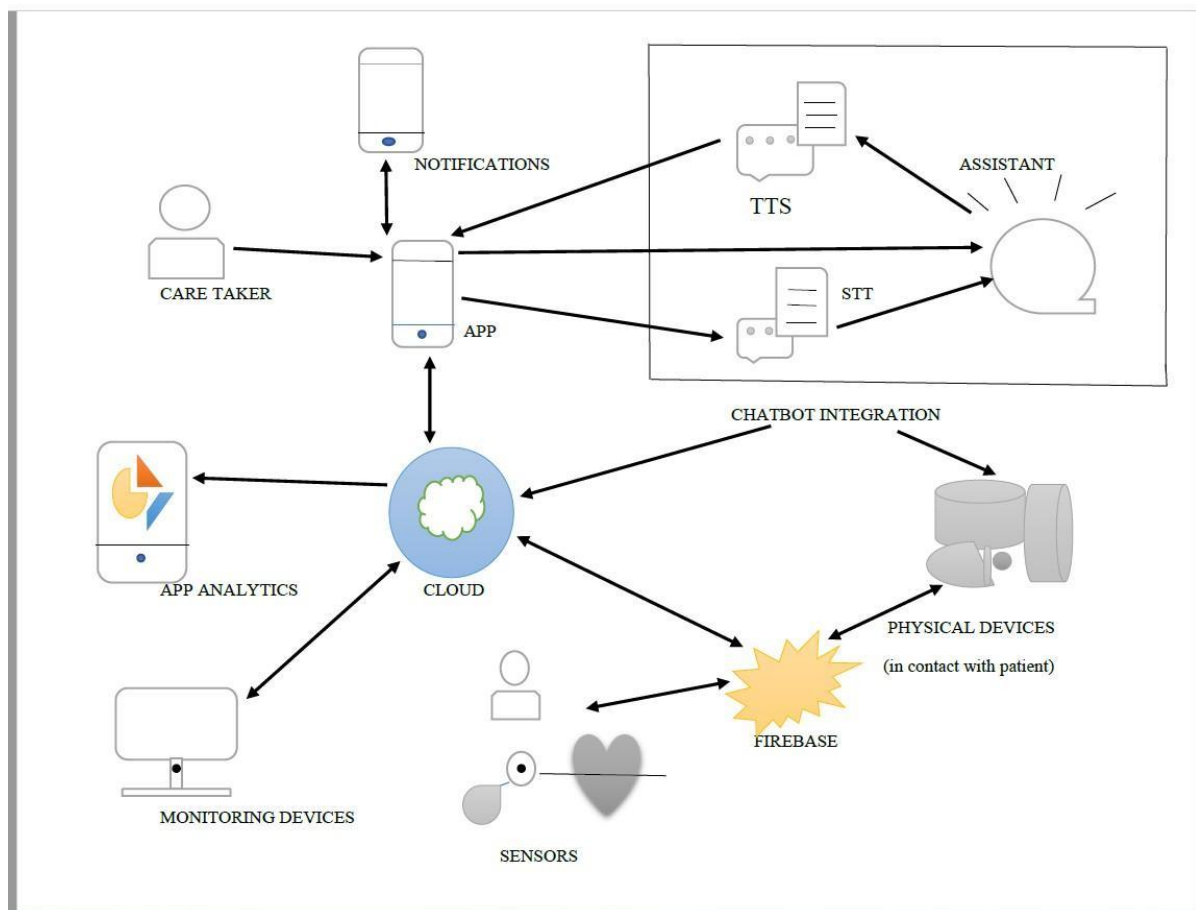 NOTIFICATIONS
ASSISTANT
TTS
CARE TAKER
STT
APP
CHATBOT INTEGRATION
APP ANALYTICS
CLOUD
PHYSICAL DEVICES
(in contact with patient)
FIREBASE
MONITORING DEVICES
SENSORS